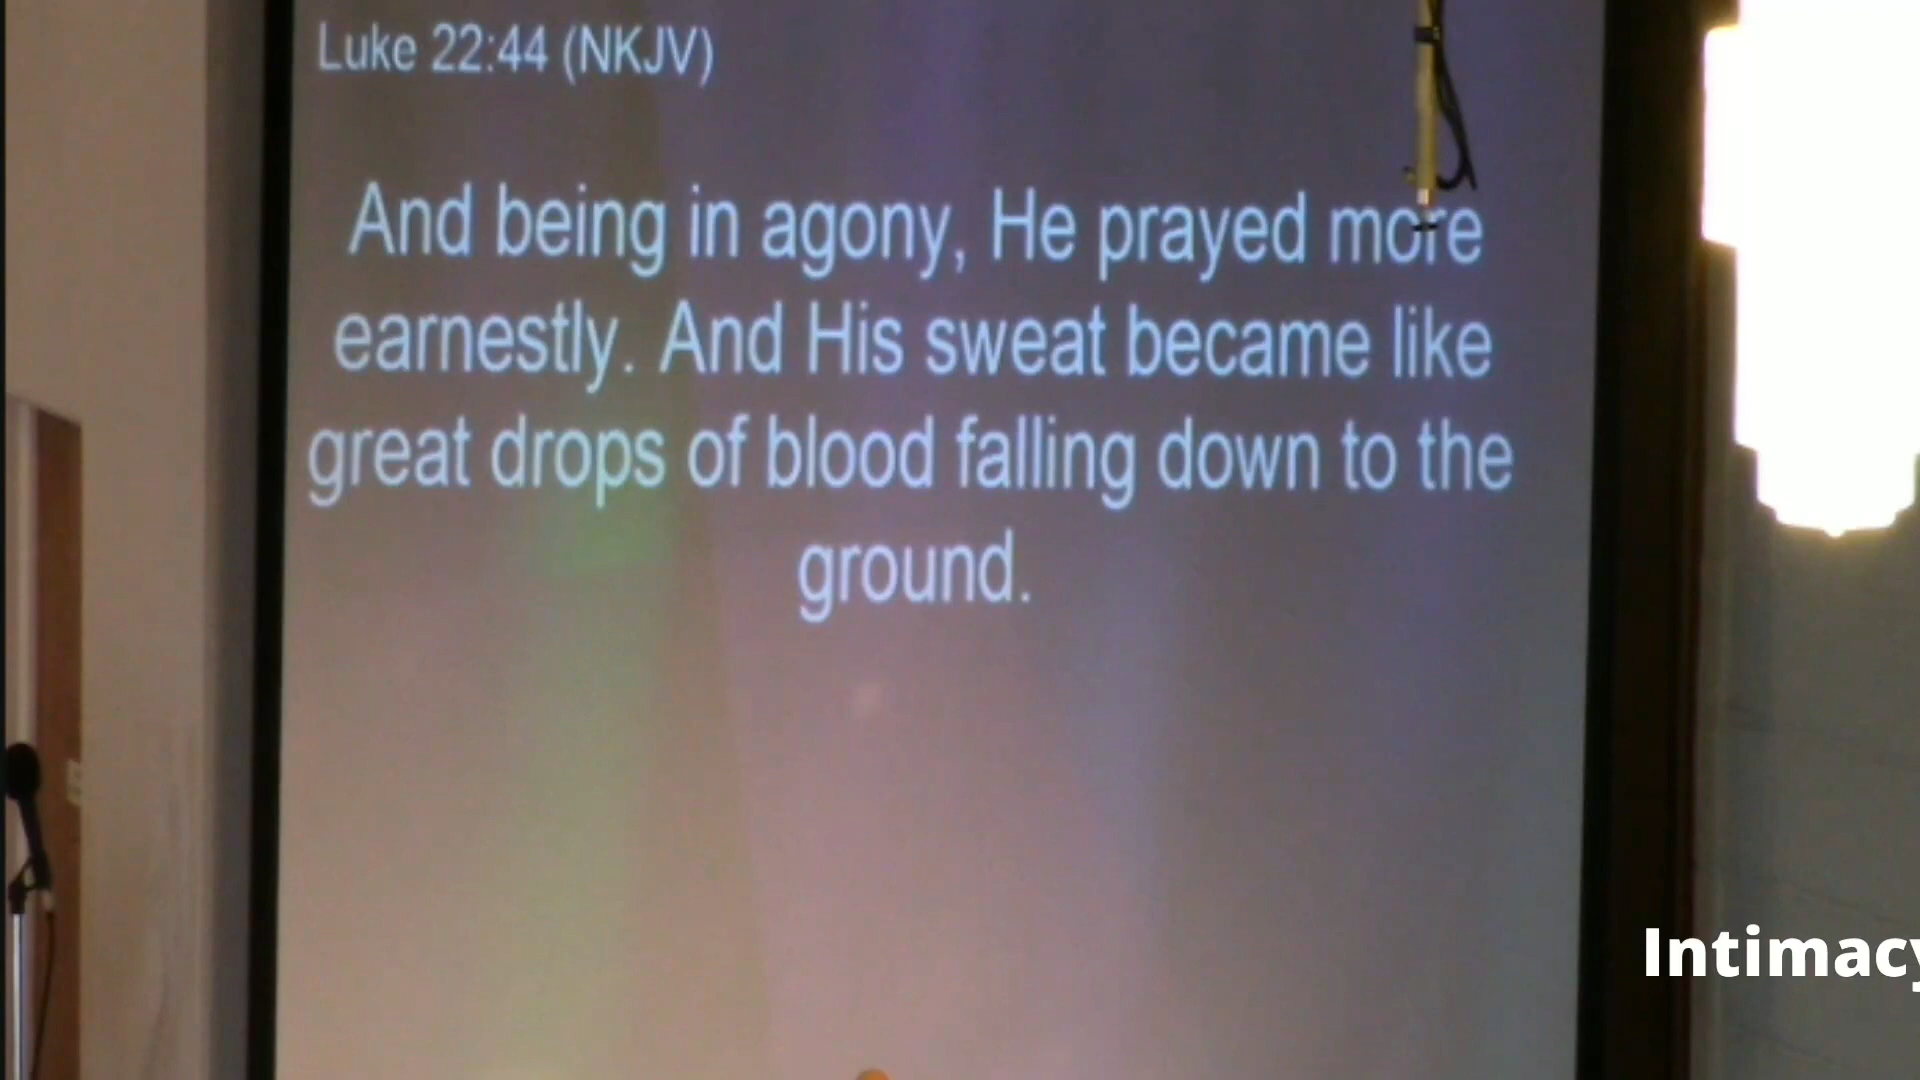 Luke 22:44 (NKJV)
And being in agony, He prayed more
earnestly. And His sweat became like
great drops of blood falling down to the
ground.
Intimacy